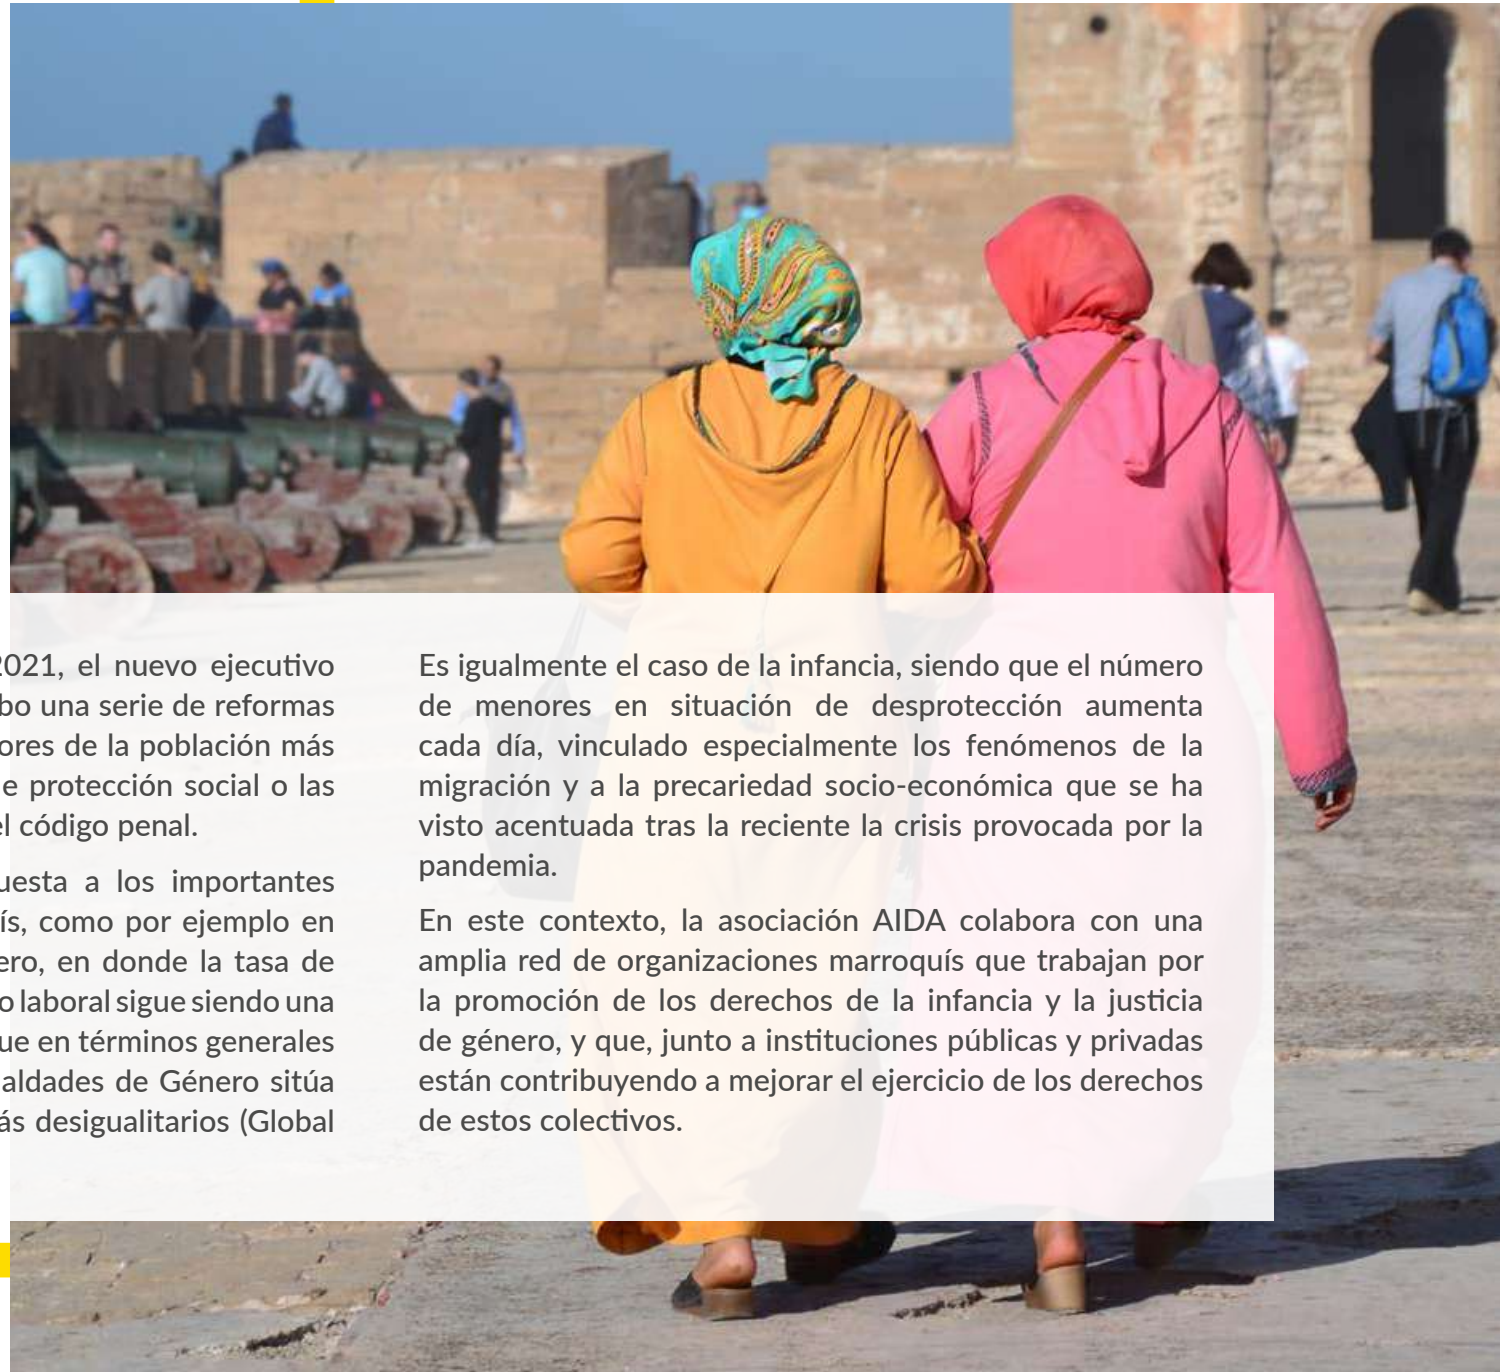 2021, el nuevo ejecutivo
bo una serie de reformas
ores de la población más
e protección social o las
el código penal.
uesta a los importantes
ís, como por ejemplo en
ero, en donde la tasa de
o laboral sigue siendo una
ue en términos generales
aldades de Género sitúa
ás desigualitarios (Global
Es igualmente el caso de la infancia, siendo que el número
de menores en situación de desprotección aumenta
cada día, vinculado especialmente los fenómenos de la
migración y a la precariedad socio-económica que se ha
visto acentuada tras la reciente la crisis provocada por la
pandemia.
En este contexto, la asociación AIDA colabora con una
amplia red de organizaciones marroquís que trabajan por
la promoción de los derechos de la infancia y la justicia
de género, y que, junto a instituciones públicas y privadas
están contribuyendo a mejorar el ejercicio de los derechos
de estos colectivos.